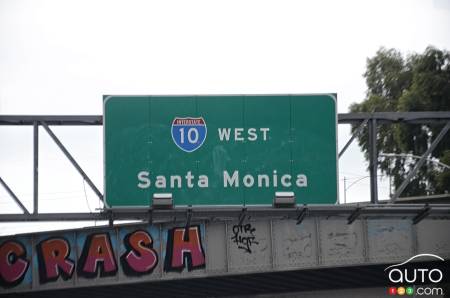 INTERSTATE
10 WEST
Santa Monica
CRASH
AUTO
123.COM